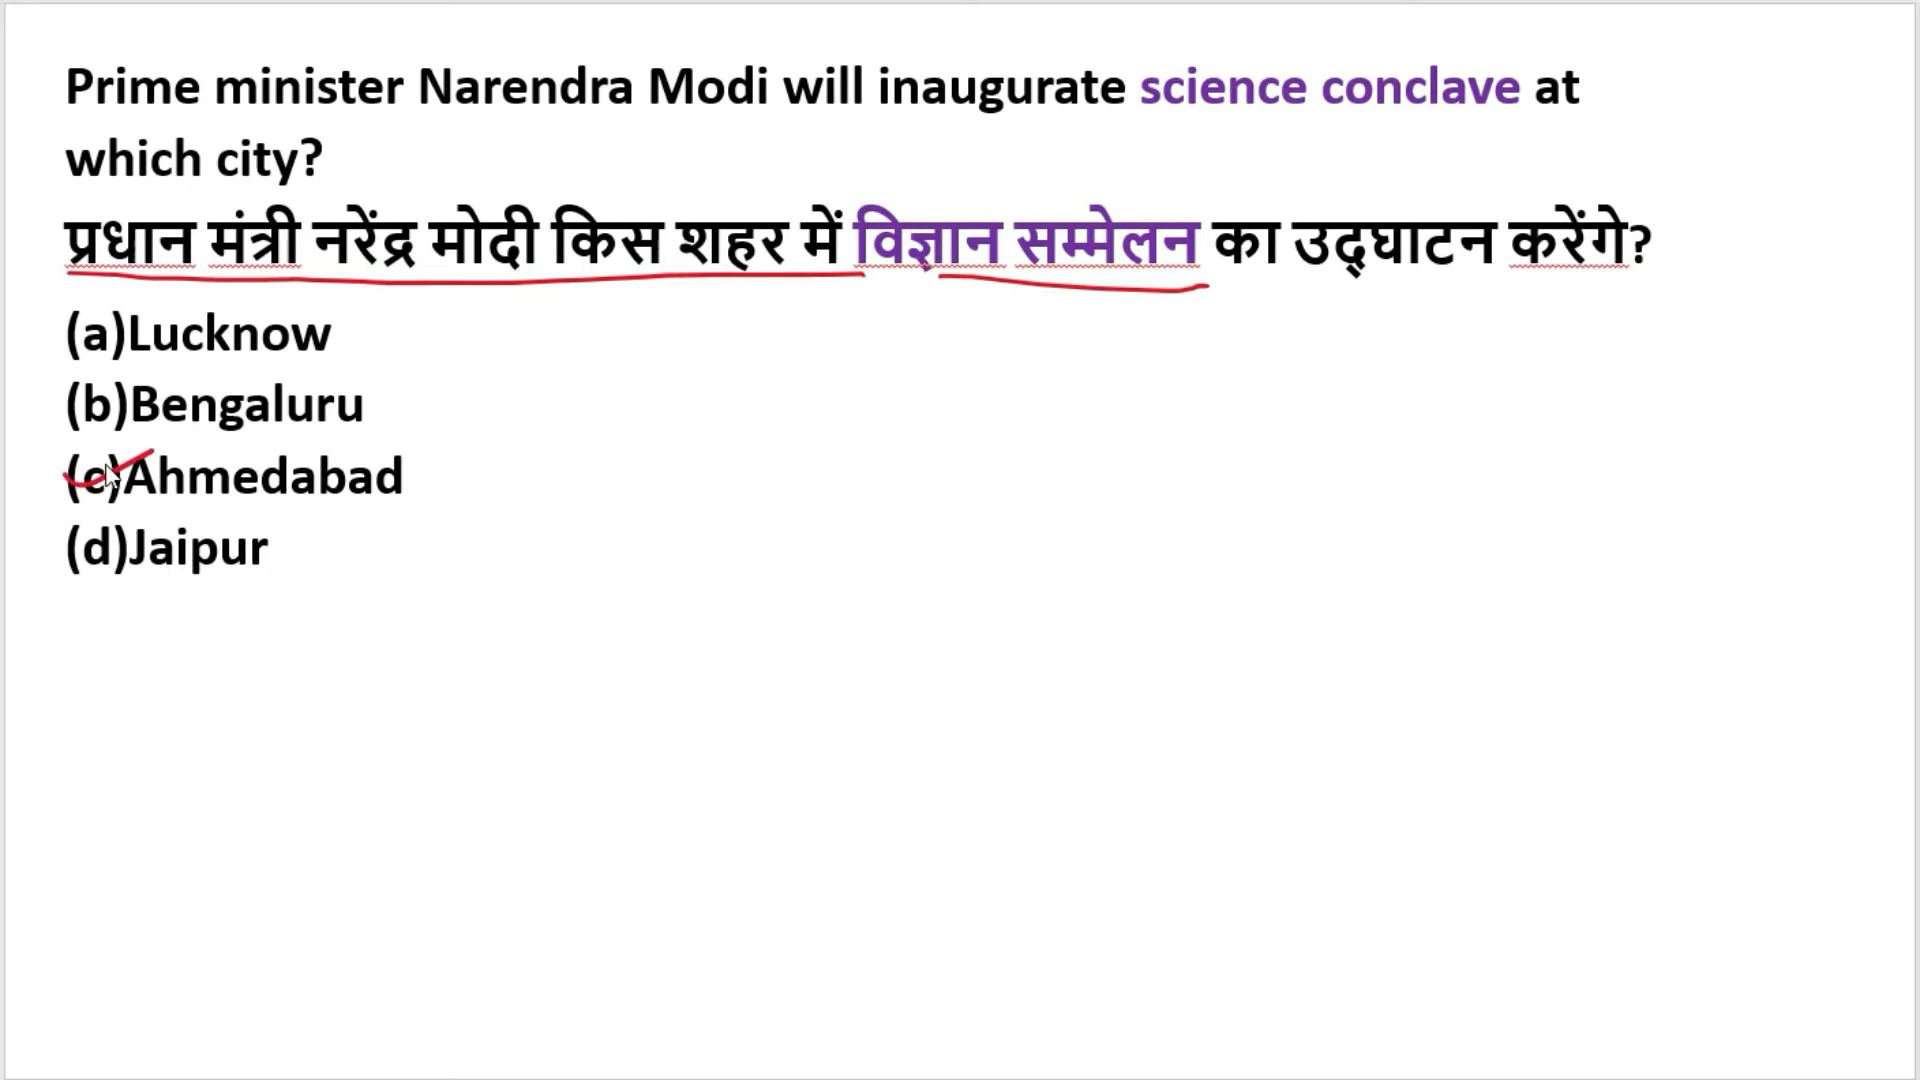 Prime minister Narendra Modi will inaugurate science conclave at
which city?
प्रधान मंत्री नरेंद्र मोदी किस शहर में विज्ञान सम्मेलन का उद्घाटन करेंगे?
(a)Lucknow
(b)Bengaluru
(c)Ahmedabad
(d)Jaipur